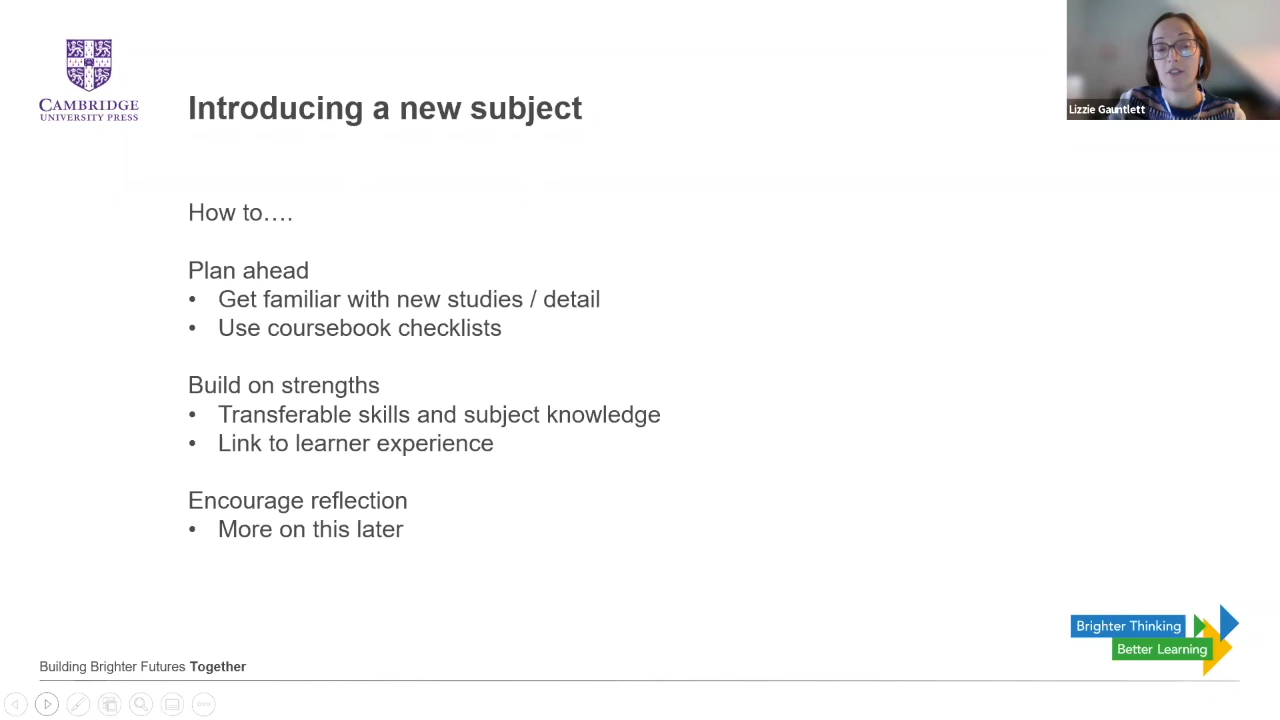 CAMBRIDGE
UNIVERSITY PRESS
Introducing a new subject
Lizzie Gauntlett
How to….
Plan ahead
• Get familiar with new studies / detail
• Use coursebook checklists
Build on strengths
• Transferable skills and subject knowledge
• Link to learner experience
Encourage reflection
• More on this later
Brighter Thinking
Better Learning
Building Brighter Futures Together